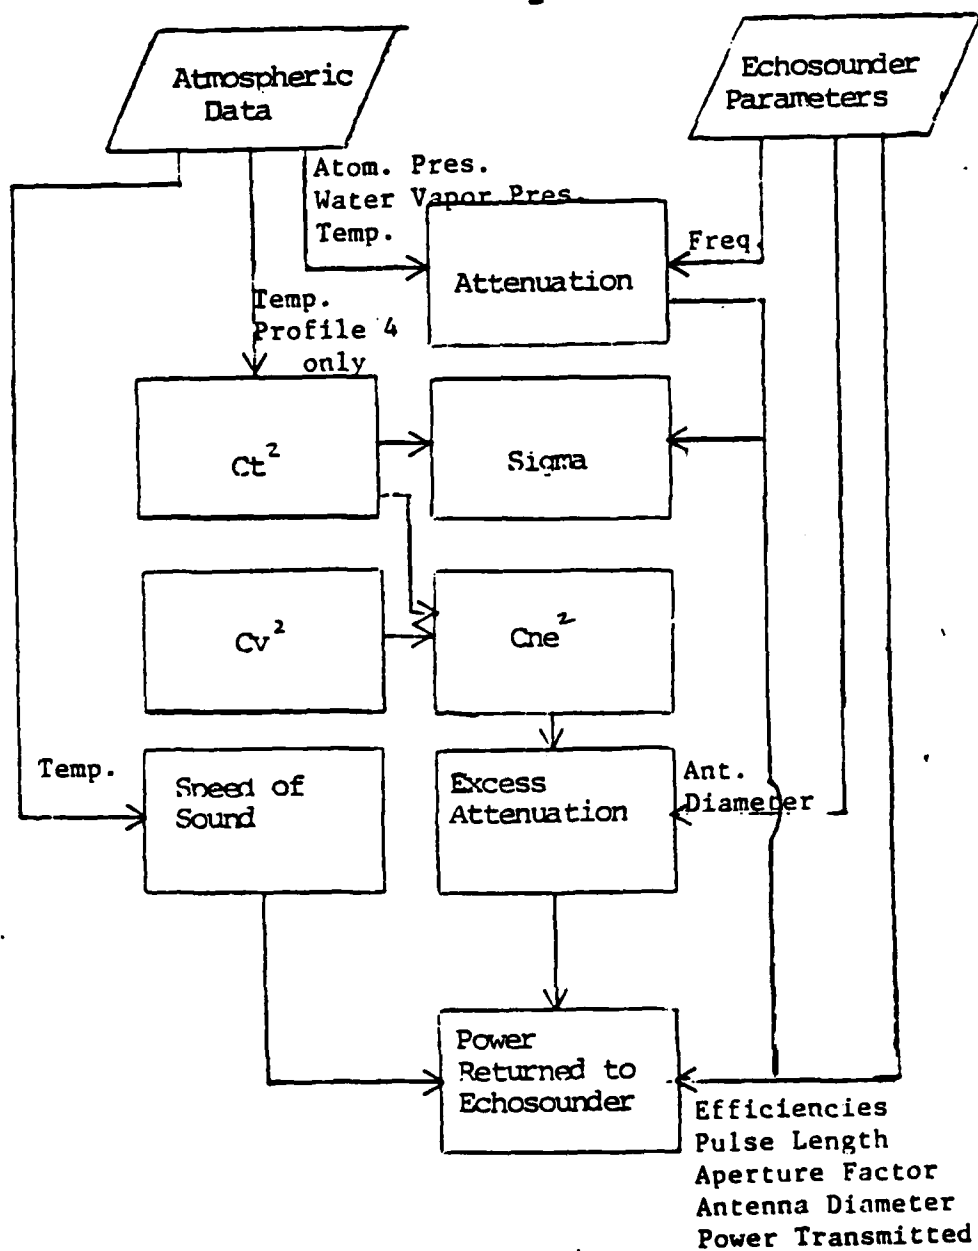 Atmospheric
Data
Echosounder
Parameters
Atom. Pres.
Water Vapor Pres.
Temp.
Freq.
Attenuation
Temp.
Profile 4
only
Ct²
Sigma
Cv²
Cne²
Temp.
Speed of
Sound
Excess
Attenuation
Ant.
Diameter
Power
Returned to
Echosounder
Efficiencies
Pulse Length
Aperture Factor
Antenna Diameter
Power Transmitted